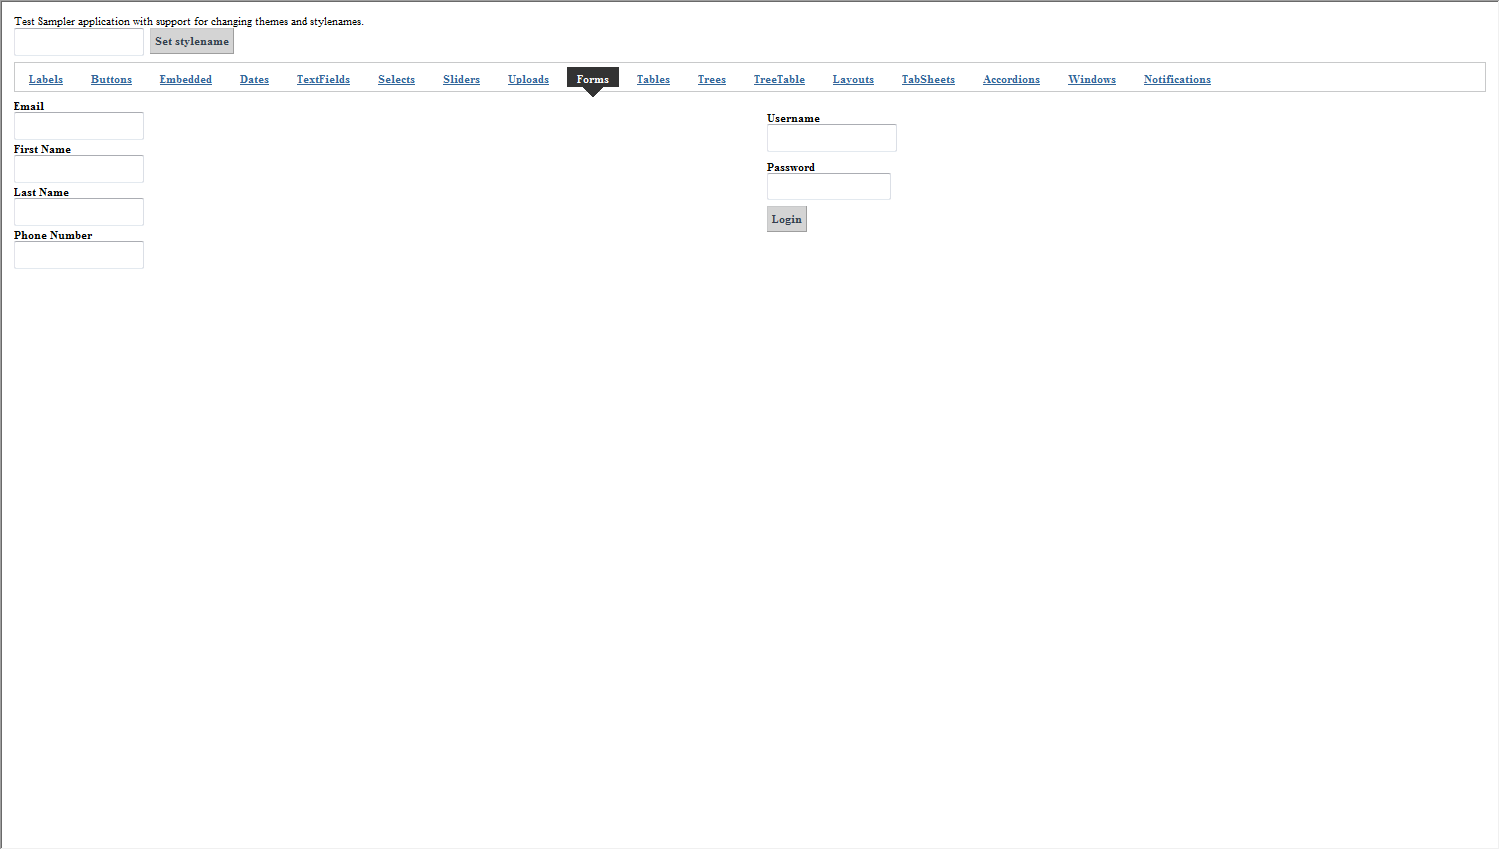 Test Sampler application with support for changing themes and stylenames.
Set stylename
Labels Buttons Embedded Dates TextFields Selects Sliders Uploads Forms Tables Trees TreeTable Layouts TabSheets Accordions Windows Notifications
Email
First Name
Last Name
Phone Number
Username
Password
Login